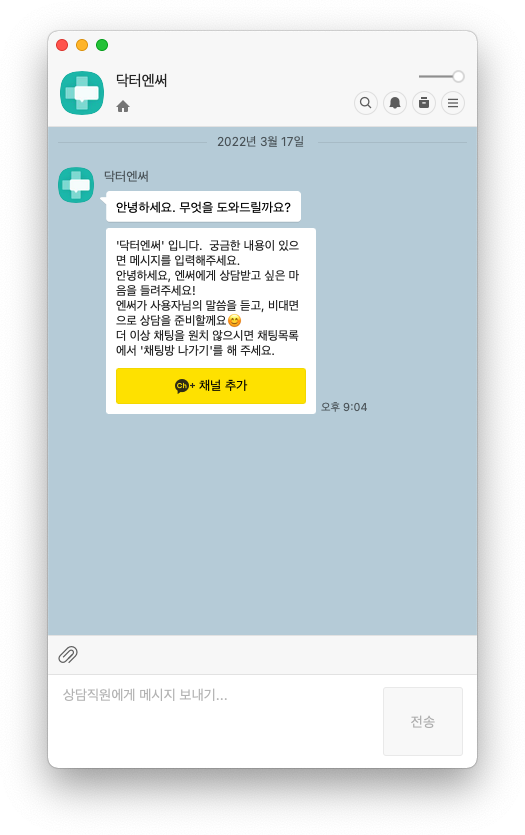 닥터엔써
2022년 3월 17일
닥터엔써
안녕하세요. 무엇을 도와드릴까요?
'닥터엔써' 입니다.  궁금한 내용이 있으
면 메시지를 입력해주세요.
안녕하세요, 엔써에게 상담받고 싶은 마
음을 들려주세요!
엔써가 사용자님의 말씀을 듣고, 비대면
으로 상담을 준비할께요😊
더 이상 채팅을 원치 않으시면 채팅목록
에서 '채팅방 나가기'를 해 주세요.
Ch+ 채널 추가
오후 9:04
상담직원에게 메시지 보내기...
전송